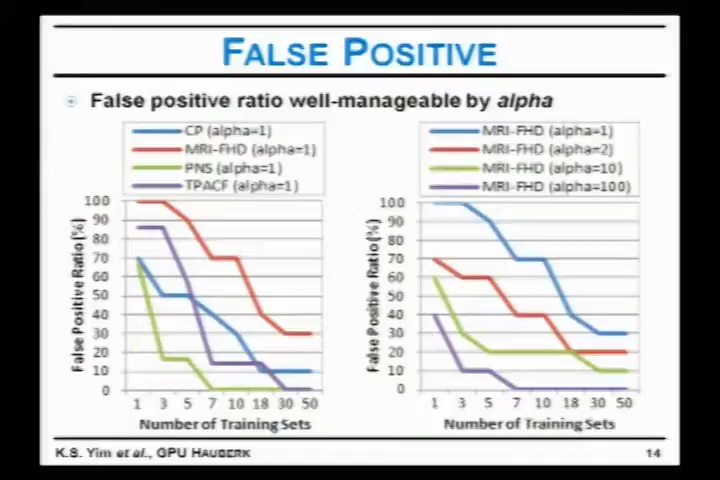 FALSE POSITIVE
False positive ratio well-manageable by alpha
CP (alpha=1)
MRI-FHD (alpha=1)
PNS (alpha=1)
TPACF (alpha=1)
100
90
80
70
60
50
40
30
20
10
0
False Positive Ratio (%)
1 3 5 7 10 18 30 50
Number of Training Sets
MRI-FHD (alpha=1)
MRI-FHD (alpha=2)
MRI-FHD (alpha=10)
MRI-FHD (alpha=100)
100
90
80
70
60
50
40
30
20
10
0
False Positive Ratio (%)
1 3 5 7 10 18 30 50
Number of Training Sets
K.S. Yim et al., GPU HAUBERK
14